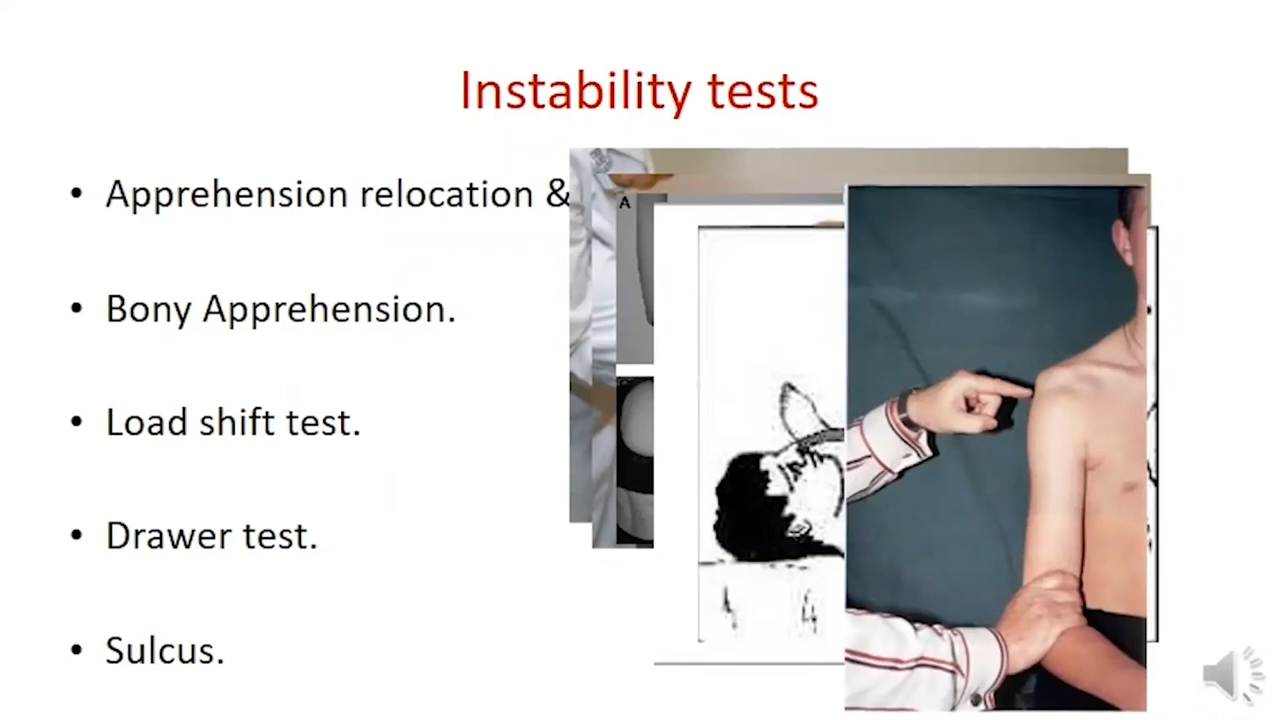 Instability tests
• Apprehension relocation &
A
• Bony Apprehension.
• Load shift test.
• Drawer test.
• Sulcus.